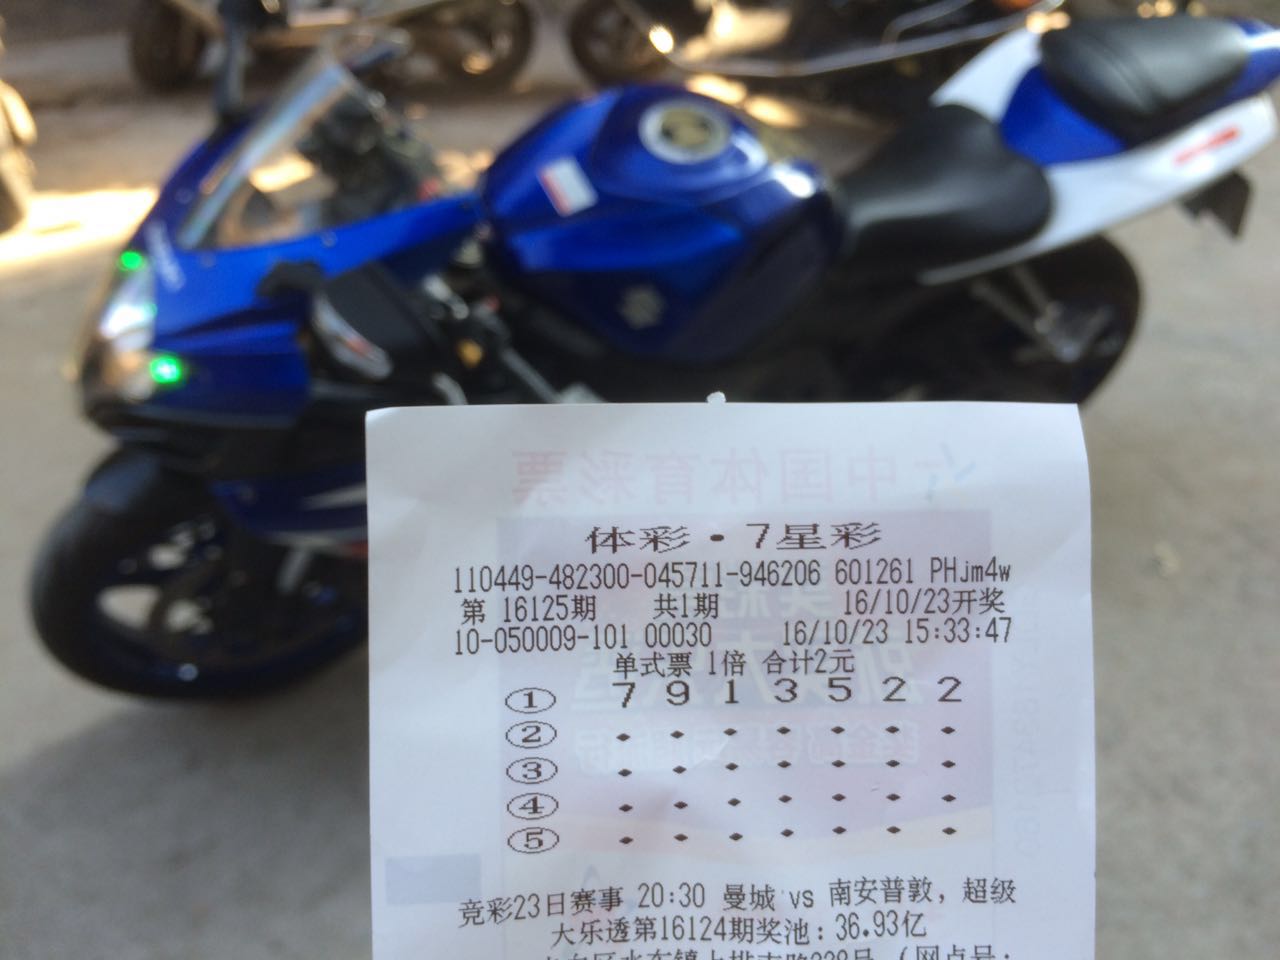 体彩·7星彩
110449-482300-045711-946206 601261 PHJm4w
第 16125期 共1期 16/10/23开奖
10-050009-101 00030 16/10/23 15:33:47
单式票 1倍 合计2元
① 7 9 1 3 5 2 2
②
③
④
⑤
竞彩23日赛事 20:30 曼城 vs 南安普敦，超级
大乐透第16124期奖池：36.93亿
中国体育彩票